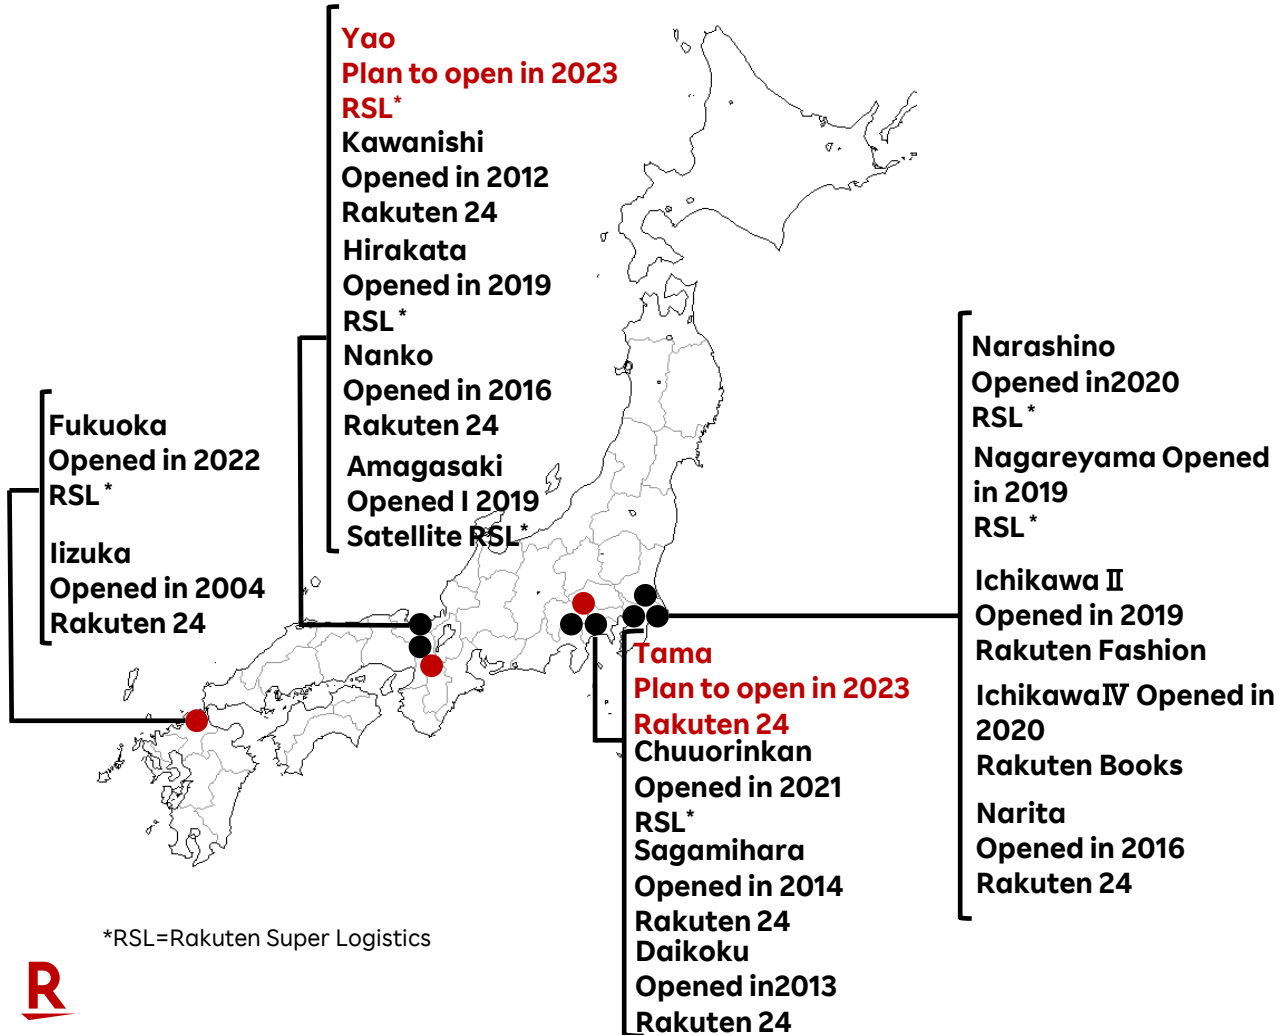 Yao
Plan to open in 2023
RSL*
Kawanishi
Opened in 2012
Rakuten 24
Hirakata
Opened in 2019
RSL*
Nanko
Opened in 2016
Rakuten 24
Amagasaki
Opened I 2019
Satellite RSL*
Fukuoka
Opened in 2022
RSL*
Iizuka
Opened in 2004
Rakuten 24
Narashino
Opened in2020
RSL*
Nagareyama Opened
in 2019
RSL*
Ichikawa Ⅱ
Opened in 2019
Rakuten Fashion
IchikawaⅣ Opened in
2020
Rakuten Books
Narita
Opened in 2016
Rakuten 24
Tama
Plan to open in 2023
Rakuten 24
Chuuorinkan
Opened in 2021
RSL*
Sagamihara
Opened in 2014
Rakuten 24
Daikoku
Opened in2013
Rakuten 24
*RSL=Rakuten Super Logistics
R